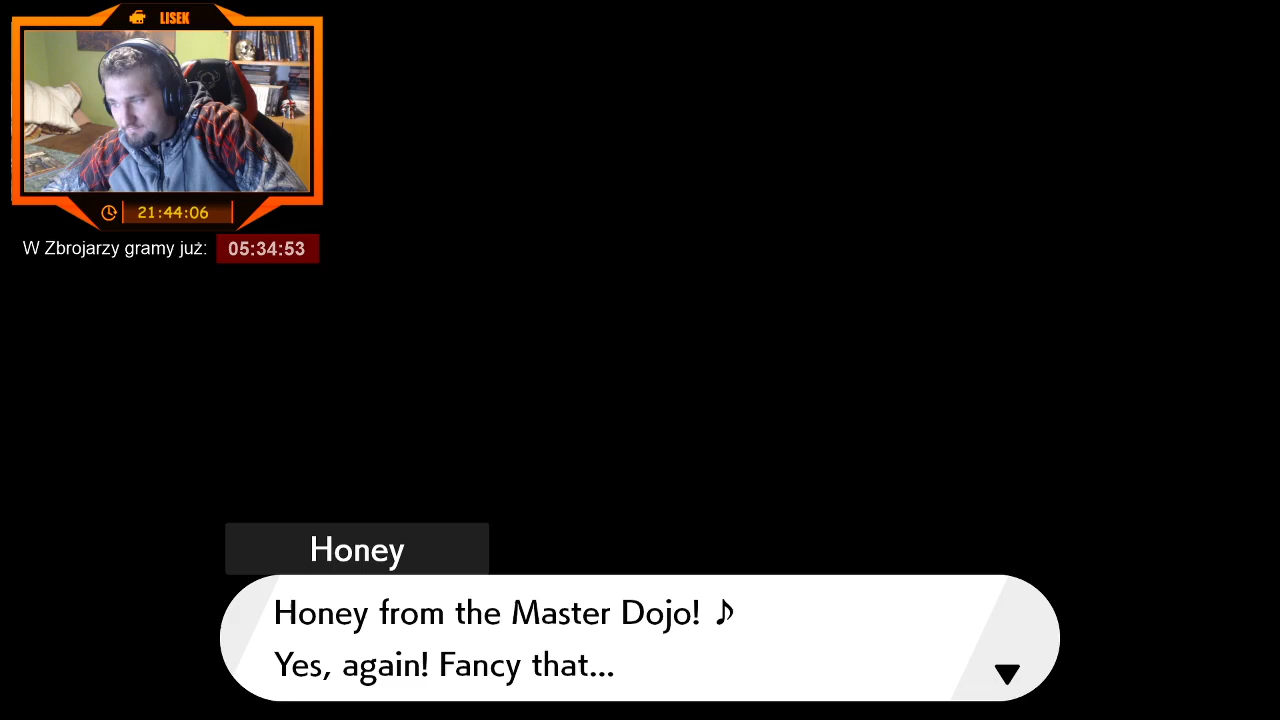 LISEK
21:44:06
W Zbrojarzy gramy już: 05:34:53
Honey
Honey from the Master Dojo! ♪
Yes, again! Fancy that...